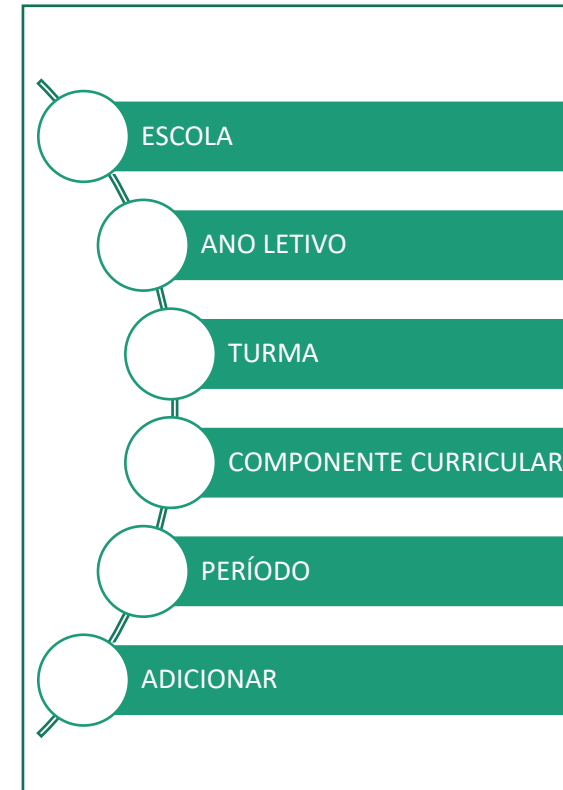 ESCOLA
ANO LETIVO
TURMA
COMPONENTE CURRICULAR
PERÍODO
ADICIONAR